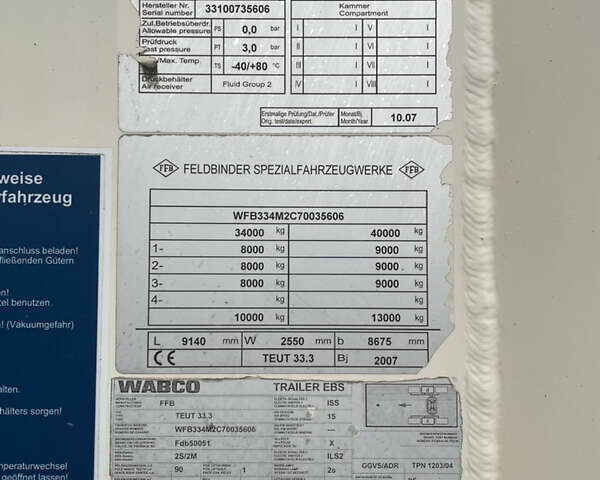 Hersteller Nr.
Serial number 33100735606
Zul.Betriebsüberdr. PS 0,0 bar
Allowable pressure
Prüfdruck PT 3,0 bar
Test pressure
/Max. Temp. TS -40/+80 °C
Druckbehälter Fluid Group 2
Air receiver
Kammer
Compartment
I I V I
II I VI I
III I VII I
IV I VIII I
Erstmalige Prüfung/Dat./Prüfer Monat/Bj. 10.07
Orig. test/date/expert. Month/Year
FFB FELDBINDER SPEZIALFAHRZEUGWERKE FFB
WFB334M2C70035606
34000 kg 40000 kg
1- 8000 kg 9000 kg
2- 8000 kg 9000 kg
3- 8000 kg 9000 kg
4- kg kg
10000 kg 13000 kg
L 9140 mm W 2550 mm b 8675 mm
CE TEUT 33.3 Bj 2007
WABCO TRAILER EBS
FFB ISS
TEUT 33.3 15
WFB334M2C70035606 ---
Fdb50051 X
2S/2M ILS2
90 1 2s
GGVS/ADR TPN 1203/04
weise
rfahrzeug
anschluss beladen!
fließenden Gütern
n!
tel benutzen.
! (Vakuumgefahr)
alten.
hälters sorgen!
mperaturwechsel
geöffnet lassen!